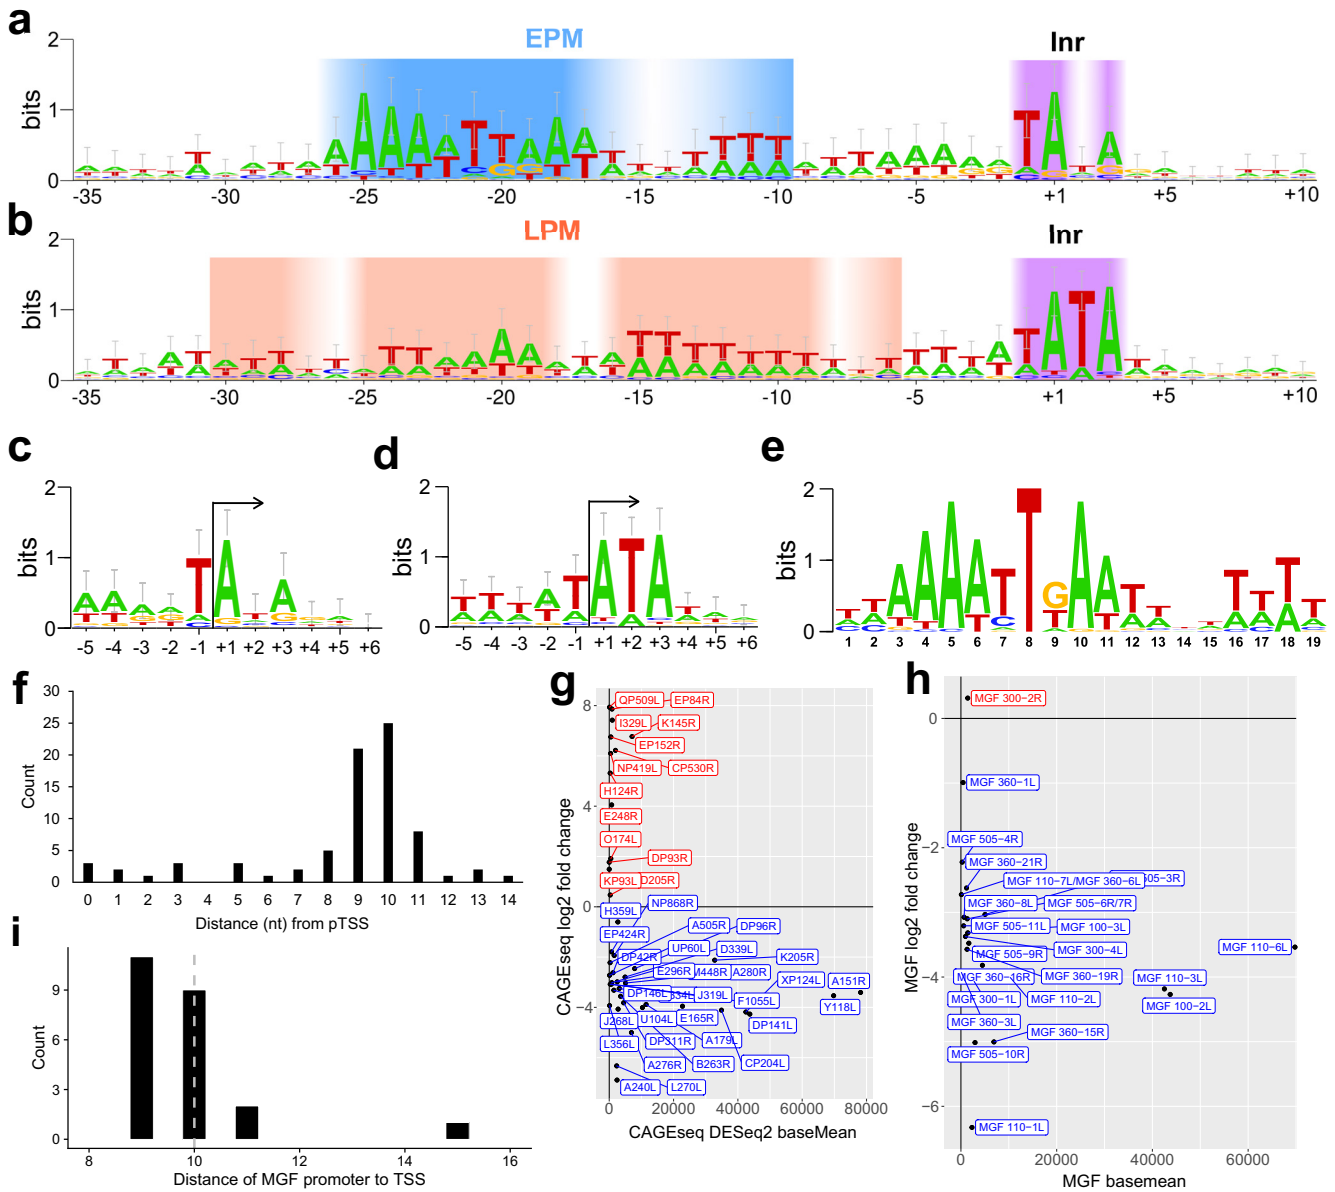 a
EPM
Inr
2
1
0
bits
-35
-30
-25
-20
-15
-10
-5
+1
+5
+10
b
LPM
Inr
2
1
0
bits
-35
-30
-25
-20
-15
-10
-5
+1
+5
+10
c
2
1
0
bits
-5 -4 -3 -2 -1 +1 +2 +3 +4 +5 +6
d
2
1
0
bits
-5 -4 -3 -2 -1 +1 +2 +3 +4 +5 +6
e
2
1
0
bits
1 2 3 4 5 6 7 8 9 10 11 12 13 14 15 16 17 18 19
f
30
25
20
15
10
5
0
Count
0 1 2 3 4 5 6 7 8 9 10 11 12 13 14
Distance (nt) from pTSS
g
8
4
0
−4
CAGEseq log2 fold change
QP509L
EP84R
I329L
K145R
EP152R
NP419L
CP530R
H124R
E248R
O174L
DP93R
KP93L
D205R
NP868R
H359L
A505R
DP96R
EP424R
UP60L
D339L
DP42R
K205R
E296R
M448R
A280R
XP124L
A151R
DP146L
J319L
F1055L
Y118L
J268L
U104L
E165R
DP141L
L356L
DP311R
A179L
A276R
B263R
CP204L
A240L
L270L
0 20000 40000 60000 80000
CAGEseq DESeq2 baseMean
h
0
−2
−4
−6
MGF log2 fold change
MGF 300−2R
MGF 360−1L
MGF 505−4R
MGF 360−21R
MGF 110−7L/MGF 360−6L
505−3R
MGF 360−8L
MGF 505−6R/7R
MGF 505−11L
MGF 100−3L
MGF 505−9R
MGF 300−4L
MGF 110−6L
MGF 360−16R
MGF 360−19R
MGF 110−3L
MGF 300−1L
MGF 110−2L
MGF 100−2L
MGF 360−3L
MGF 360−15R
MGF 505−10R
MGF 110−1L
0 20000 40000 60000
MGF basemean
i
9
6
3
0
Count
8 10 12 14 16
Distance of MGF promoter to TSS